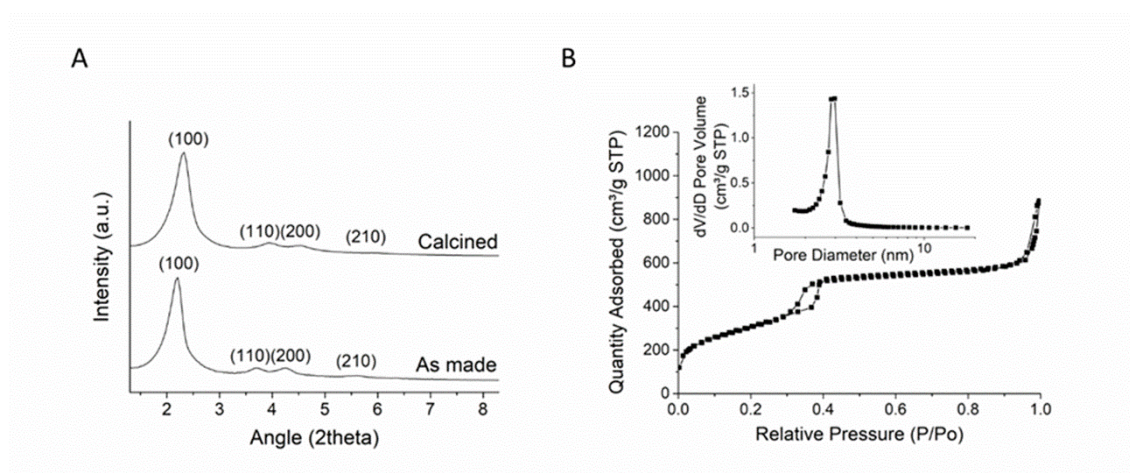 A
Intensity (a.u.)
(100)
(110)(200)
(210)
Calcined
(100)
(110)(200)
(210)
As made
2 3 4 5 6 7 8
Angle (2theta)
B
Quantity Adsorbed (cm³/g STP)
1200
1000
800
600
400
200
0
0.0 0.2 0.4 0.6 0.8 1.0
Relative Pressure (P/Po)
dV/dD Pore Volume
(cm³/g STP)
1.5
1.0
0.5
0.0
1 10
Pore Diameter (nm)